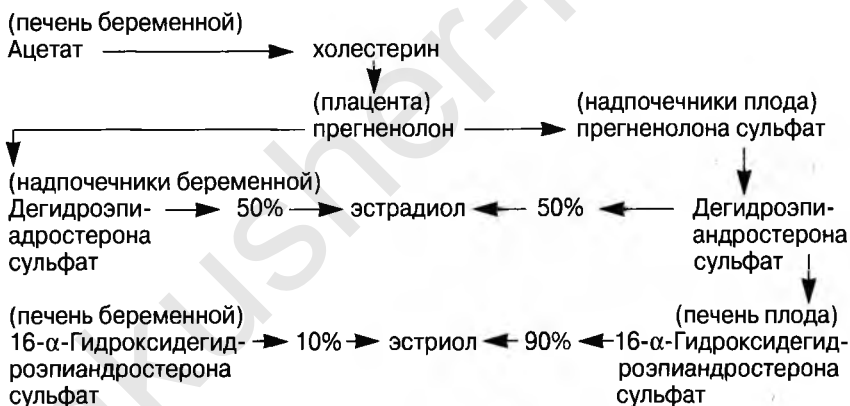 (печень беременной)
Ацетат холестерин
(плацента) (надпочечники плода)
прегненолон прегненолона сульфат
(надпочечники беременной)
Дегидроэпи- 50% эстрадиол 50% Дегидроэпи-
адростерона андростерона
сульфат сульфат
(печень беременной) (печень плода)
16-α-Гидроксидегид- 10% эстриол 90% 16-α-Гидроксидегид-
роэпиандростерона роэпиандростерона
сульфат сульфат